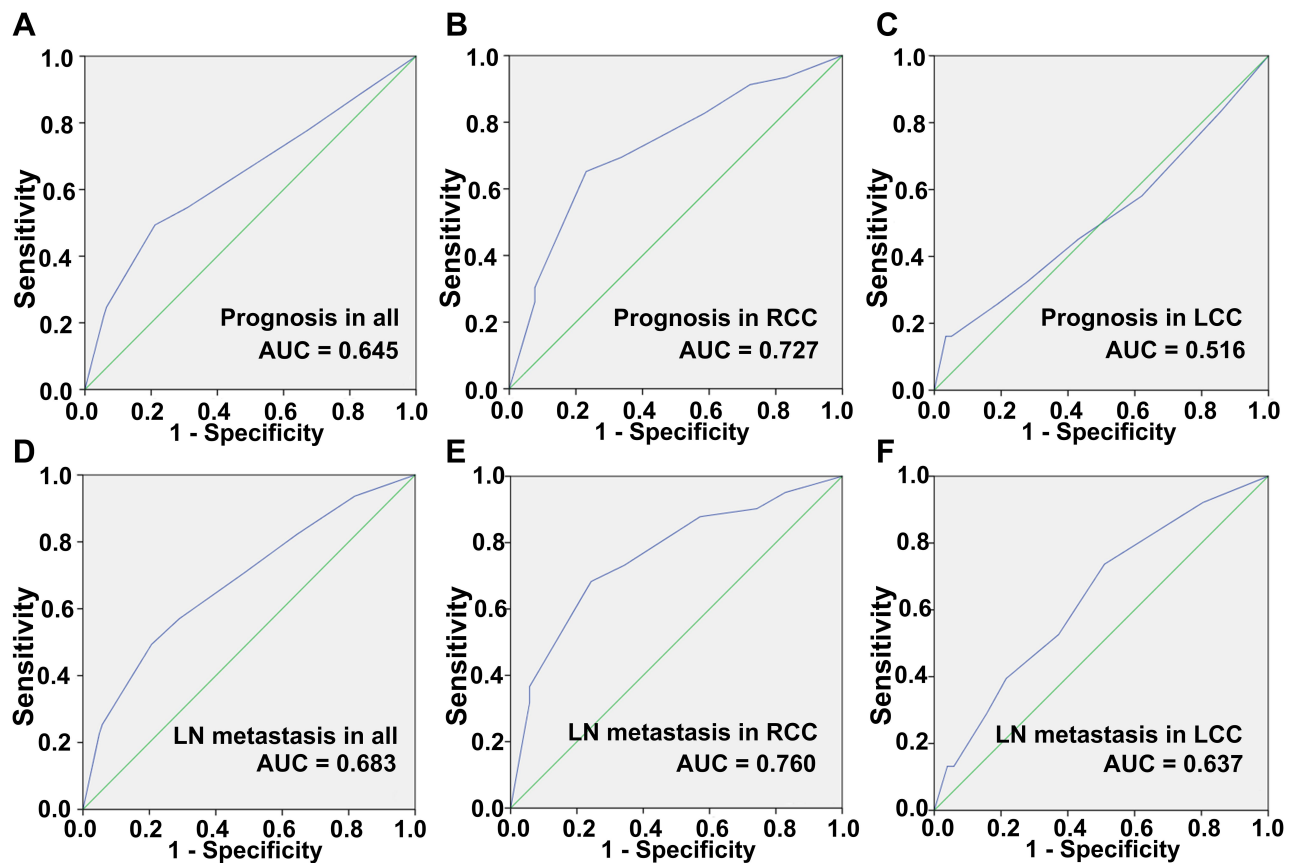 A
B
C
1.0
0.8
0.6
0.4
0.2
0.0
Sensitivity
Prognosis in all
AUC = 0.645
0.0 0.2 0.4 0.6 0.8 1.0
1 - Specificity
1.0
0.8
0.6
0.4
0.2
0.0
Sensitivity
Prognosis in RCC
AUC = 0.727
0.0 0.2 0.4 0.6 0.8 1.0
1 - Specificity
1.0
0.8
0.6
0.4
0.2
0.0
Sensitivity
Prognosis in LCC
AUC = 0.516
0.0 0.2 0.4 0.6 0.8 1.0
1 - Specificity
D
E
F
1.0
0.8
0.6
0.4
0.2
0.0
Sensitivity
LN metastasis in all
AUC = 0.683
0.0 0.2 0.4 0.6 0.8 1.0
1 - Specificity
1.0
0.8
0.6
0.4
0.2
0.0
Sensitivity
LN metastasis in RCC
AUC = 0.760
0.0 0.2 0.4 0.6 0.8 1.0
1 - Specificity
1.0
0.8
0.6
0.4
0.2
0.0
Sensitivity
LN metastasis in LCC
AUC = 0.637
0.0 0.2 0.4 0.6 0.8 1.0
1 - Specificity